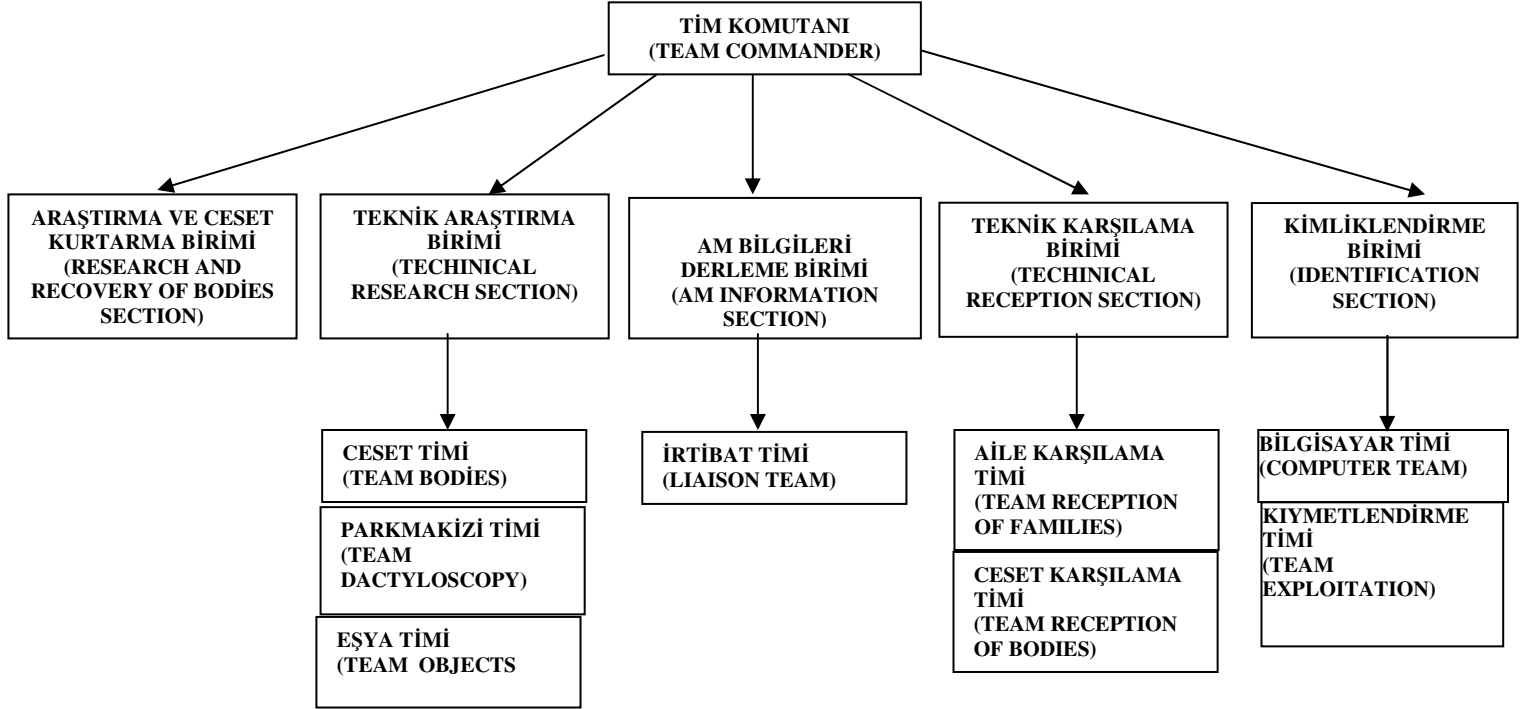 TİM KOMUTANI
(TEAM COMMANDER)
ARAŞTIRMA VE CESET
KURTARMA BİRİMİ
(RESEARCH AND
RECOVERY OF BODİES
SECTION)
TEKNİK ARAŞTIRMA
BİRİMİ
(TECHINICAL
RESEARCH SECTION)
AM BİLGİLERİ
DERLEME BİRİMİ
(AM INFORMATION
SECTION)
TEKNİK KARŞILAMA
BİRİMİ
(TECHINICAL
RECEPTION SECTION)
KİMLİKLENDİRME
BİRİMİ
(IDENTIFICATION
SECTION)
CESET TİMİ
(TEAM BODİES)
PARKMAKİZİ TİMİ
(TEAM
DACTYLOSCOPY)
EŞYA TİMİ
(TEAM OBJECTS
İRTİBAT TİMİ
(LIAISON TEAM)
AİLE KARŞILAMA
TİMİ
(TEAM RECEPTION
OF FAMILIES)
CESET KARŞILAMA
TİMİ
(TEAM RECEPTION
OF BODIES)
BİLGİSAYAR TİMİ
(COMPUTER TEAM)
KIYMETLENDİRME
TİMİ
(TEAM
EXPLOITATION)